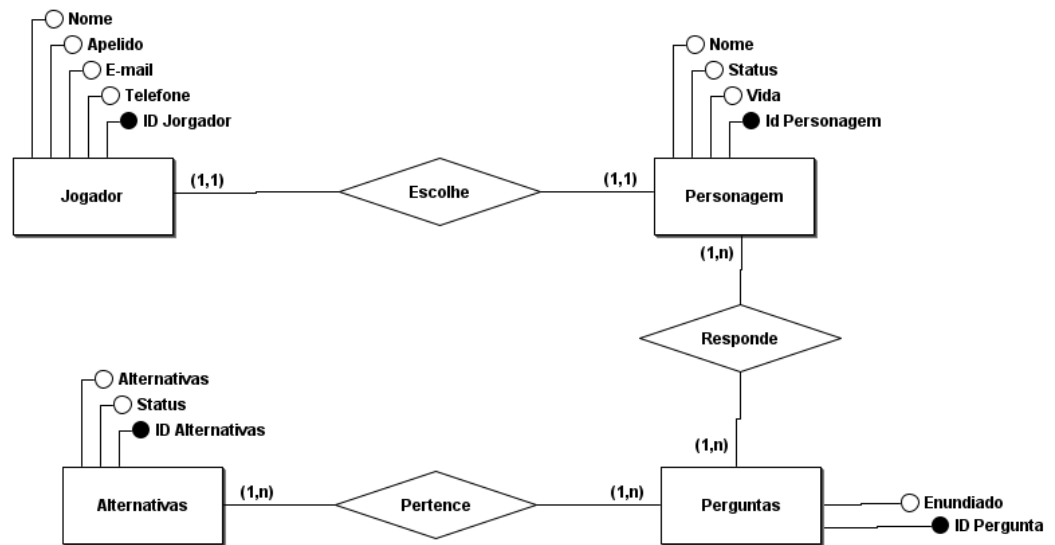 Nome
Apelido
E-mail
Telefone
ID Jorgador
Jogador
(1,1)
Escolhe
(1,1)
Nome
Status
Vida
Id Personagem
Personagem
(1,n)
Responde
(1,n)
Alternativas
Status
ID Alternativas
Alternativas
(1,n)
Pertence
(1,n)
Perguntas
Enundiado
ID Pergunta